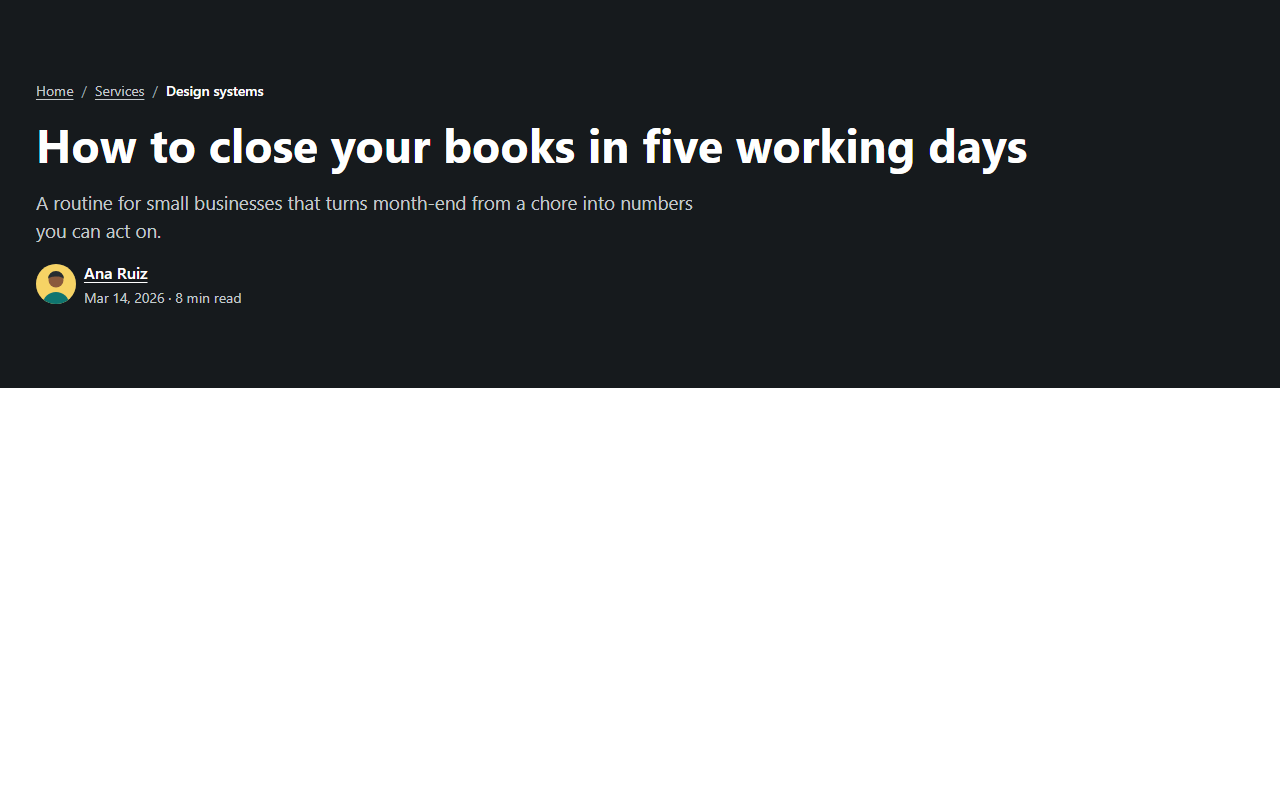 Home / Services / Design systems
How to close your books in five working days
A routine for small businesses that turns month-end from a chore into numbers
you can act on.
Ana Ruiz
Mar 14, 2026 · 8 min read